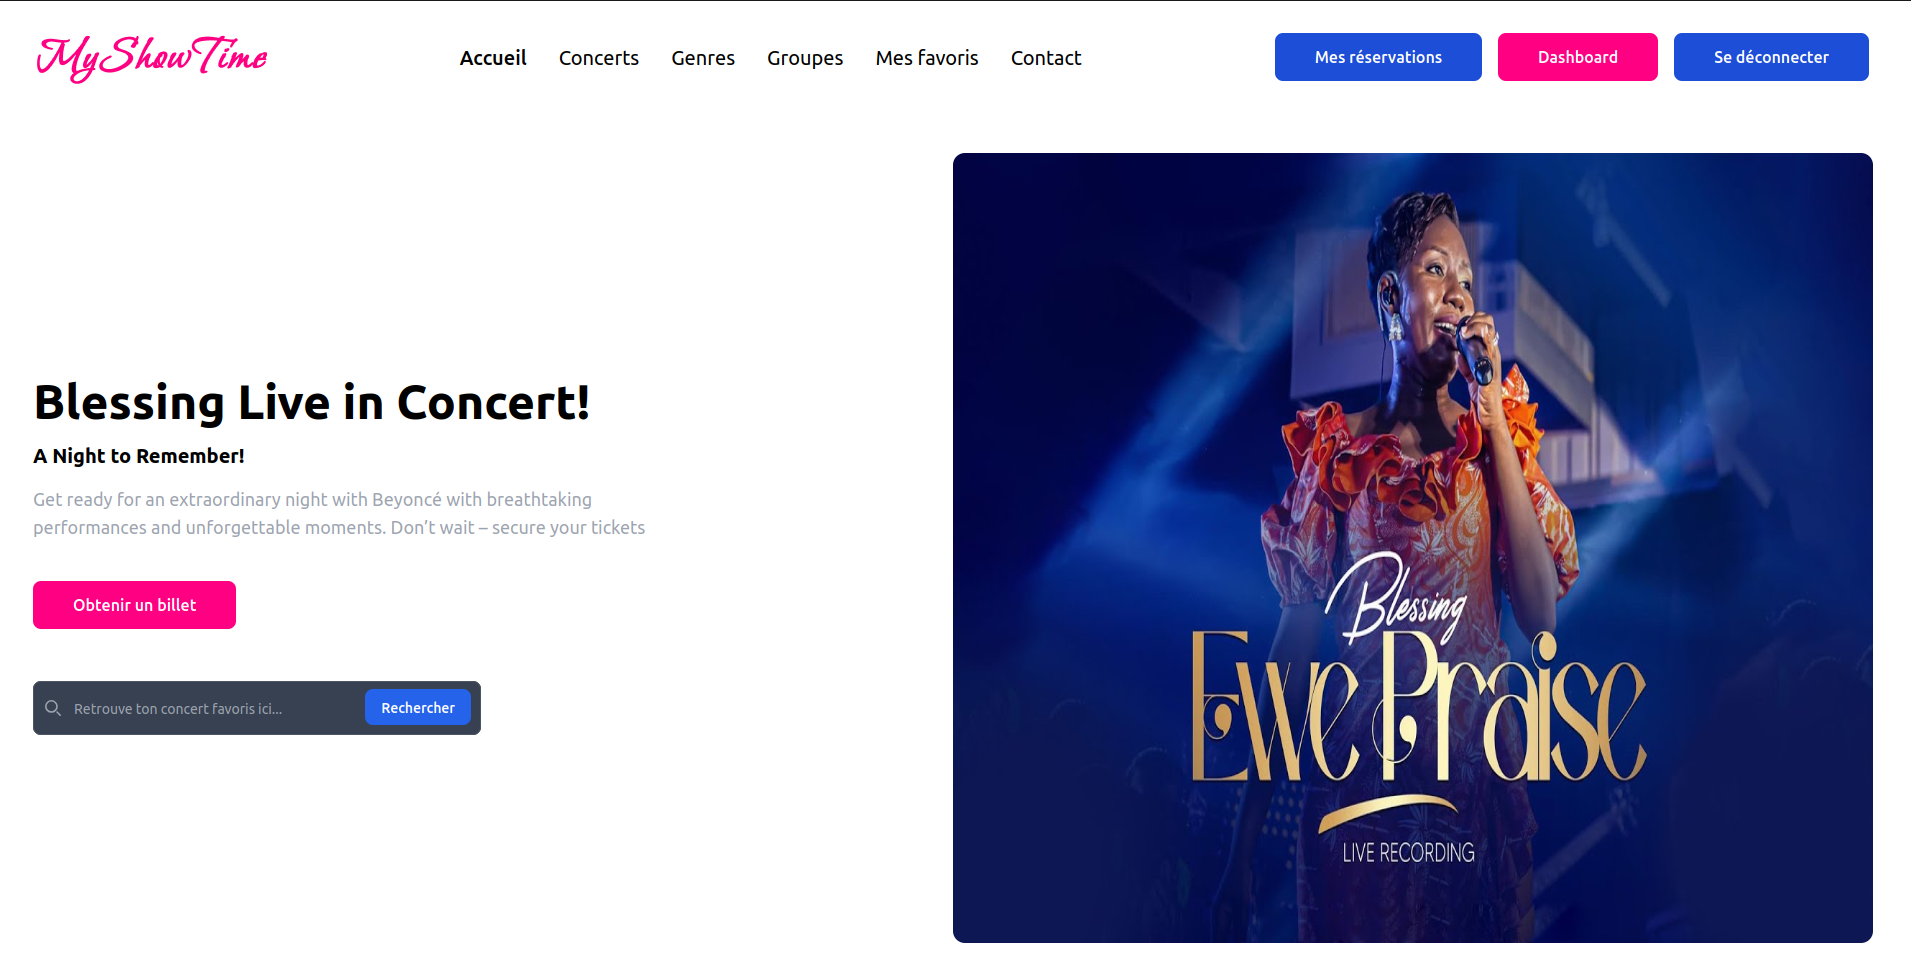 MyShowTime
Accueil Concerts Genres Groupes Mes favoris Contact
Mes réservations Dashboard Se déconnecter
Blessing Live in Concert!
A Night to Remember!
Get ready for an extraordinary night with Beyoncé with breathtaking
performances and unforgettable moments. Don’t wait – secure your tickets
Obtenir un billet
Retrouve ton concert favoris ici...
Rechercher
Blessing
Ewe Praise
LIVE RECORDING